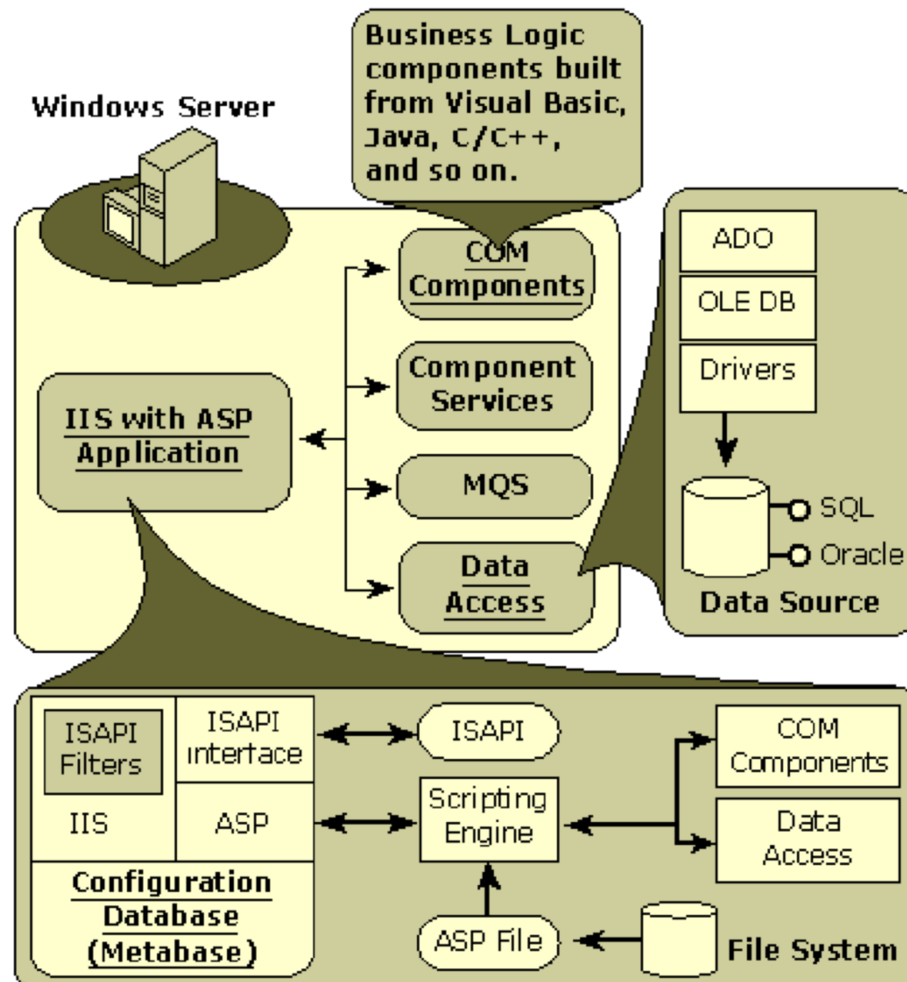 Business Logic
components built
from Visual Basic,
Java, C/C++,
and so on.
Windows Server
COM
Components
Component
Services
IIS with ASP
Application
MQS
Data
Access
ADO
OLE DB
Drivers
SQL
Oracle
Data Source
ISAPI
Filters
IIS
ISAPI
interface
ASP
Configuration
Database
(Metabase)
ISAPI
Scripting
Engine
ASP File
COM
Components
Data
Access
File System